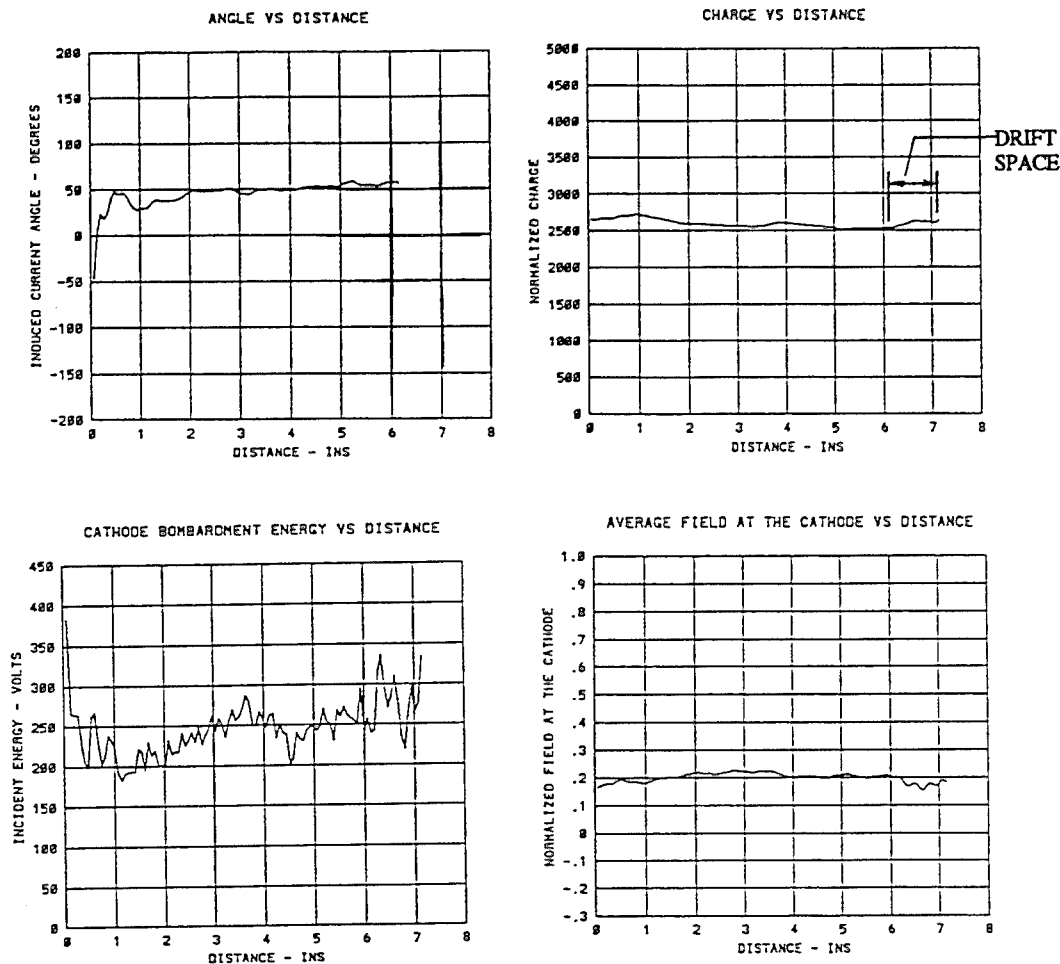 ANGLE VS DISTANCE
INDUCED CURRENT ANGLE - DEGREES
200
150
100
50
0
-50
-100
-150
-200
0 1 2 3 4 5 6 7 8
DISTANCE - INS
CHARGE VS DISTANCE
NORMALIZED CHARGE
5000
4500
4000
3500
3000
2500
2000
1500
1000
500
0
0 1 2 3 4 5 6 7 8
DISTANCE - INS
DRIFT
SPACE
CATHODE BOMBARDMENT ENERGY VS DISTANCE
INCIDENT ENERGY - VOLTS
450
400
350
300
250
200
150
100
50
0
0 1 2 3 4 5 6 7 8
DISTANCE - INS
AVERAGE FIELD AT THE CATHODE VS DISTANCE
NORMALIZED FIELD AT THE CATHODE
1.0
.9
.8
.7
.6
.5
.4
.3
.2
.1
0
-.1
-.2
-.3
0 1 2 3 4 5 6 7 8
DISTANCE - INS